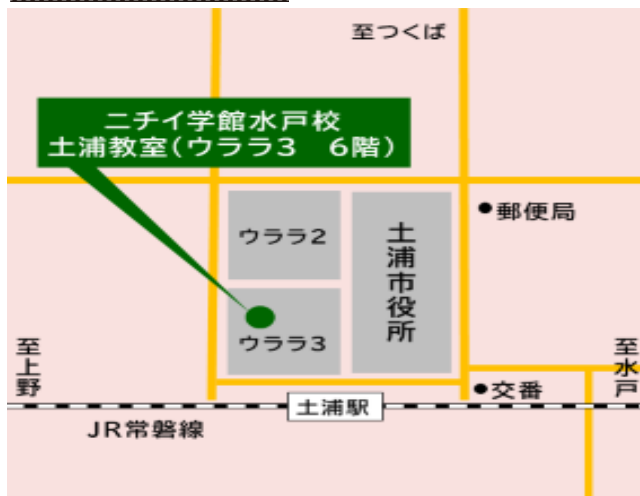 至つくば
ニチイ学館水戸校
土浦教室(ウララ3 6階)
●郵便局
ウララ2
土浦市役所
ウララ3
至上野
至水戸
●交番
土浦駅
JR常磐線